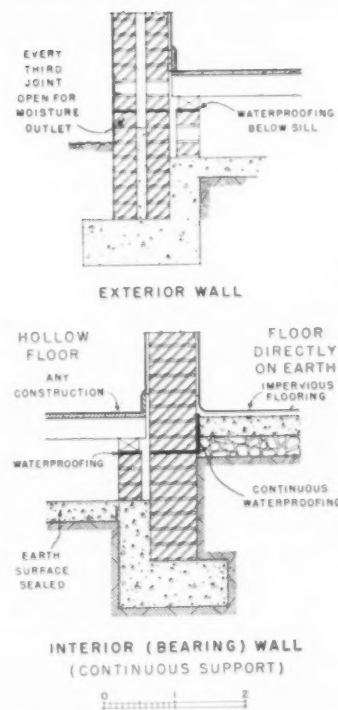 EVERY
THIRD
JOINT
OPEN FOR
MOISTURE
OUTLET
WATERPROOFING
BELOW SILL
EXTERIOR WALL
HOLLOW
FLOOR
FLOOR
DIRECTLY
ON EARTH
ANY
CONSTRUCTION
IMPERVIOUS
FLOORING
WATERPROOFING
CONTINUOUS
WATERPROOFING
EARTH
SURFACE
SEALED
INTERIOR (BEARING) WALL
(CONTINUOUS SUPPORT)
0 1 2